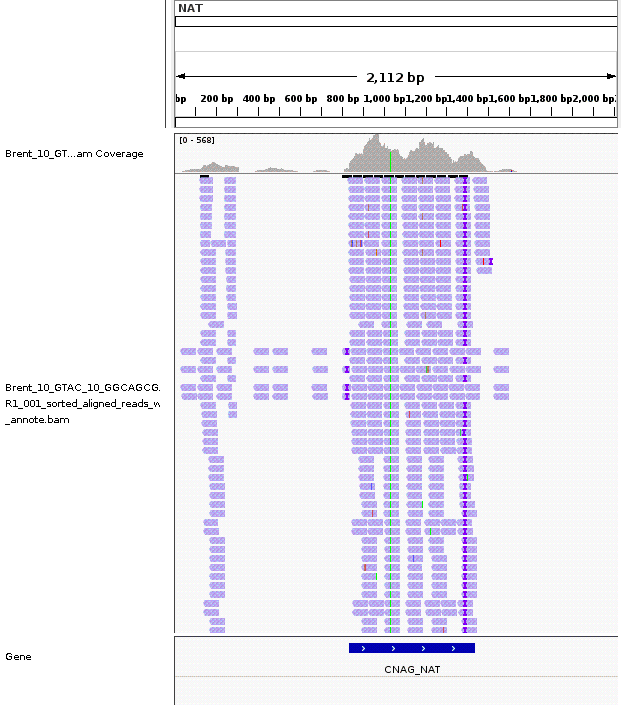 NAT
2,112 bp
bp 200 bp 400 bp 600 bp 800 bp 1,000 bp 1,200 bp 1,400 bp 1,600 bp 1,800 bp 2,000 bp
[0 - 568]
Brent_10_GT...am Coverage
Brent_10_GTAC_10_GGCAGCG.
R1_001_sorted_aligned_reads_w
_annote.bam
Gene
CNAG_NAT